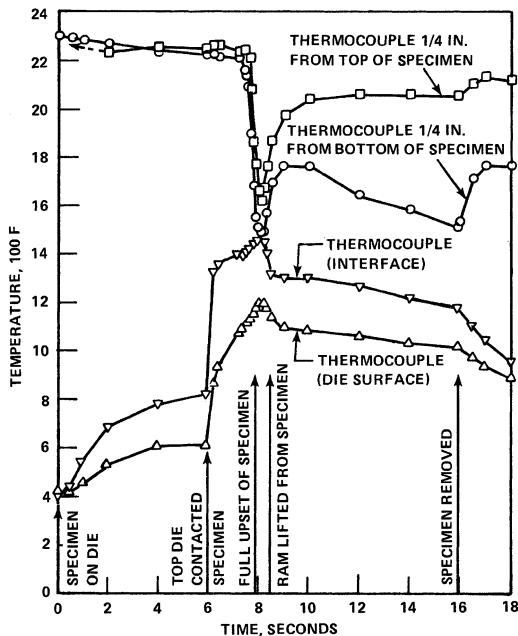 TEMPERATURE, 100 F
24
22
20
18
16
14
12
10
8
6
4
2
0
THERMOCOUPLE 1/4 IN.
FROM TOP OF SPECIMEN
THERMOCOUPLE 1/4 IN.
FROM BOTTOM OF SPECIMEN
THERMOCOUPLE
(INTERFACE)
THERMOCOUPLE
(DIE SURFACE)
SPECIMEN
ON DIE
TOP DIE
CONTACTED
SPECIMEN
FULL UPSET OF SPECIMEN
RAM LIFTED FROM SPECIMEN
SPECIMEN REMOVED
0 2 4 6 8 10 12 14 16 18
TIME, SECONDS